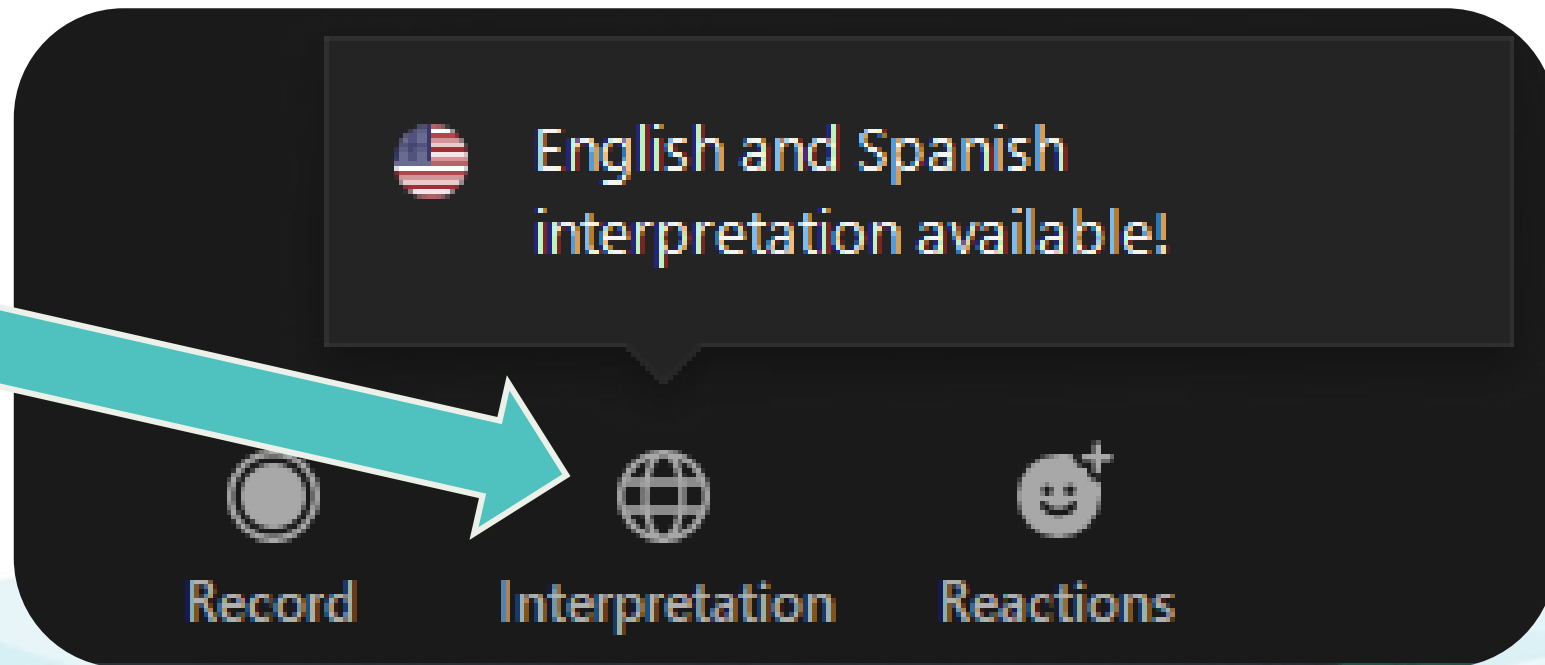 English and Spanish
interpretation available!
Record
Interpretation
Reactions